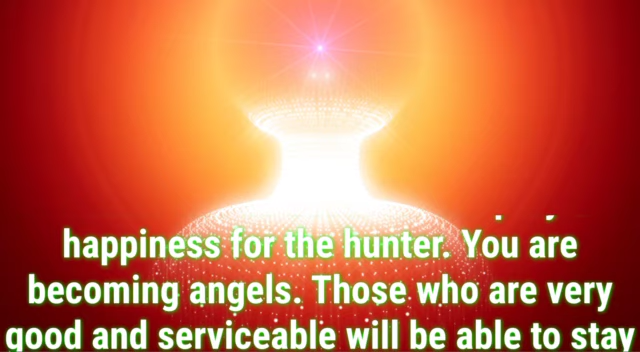 happiness for the hunter. You are
becoming angels. Those who are very
good and serviceable will be able to stay